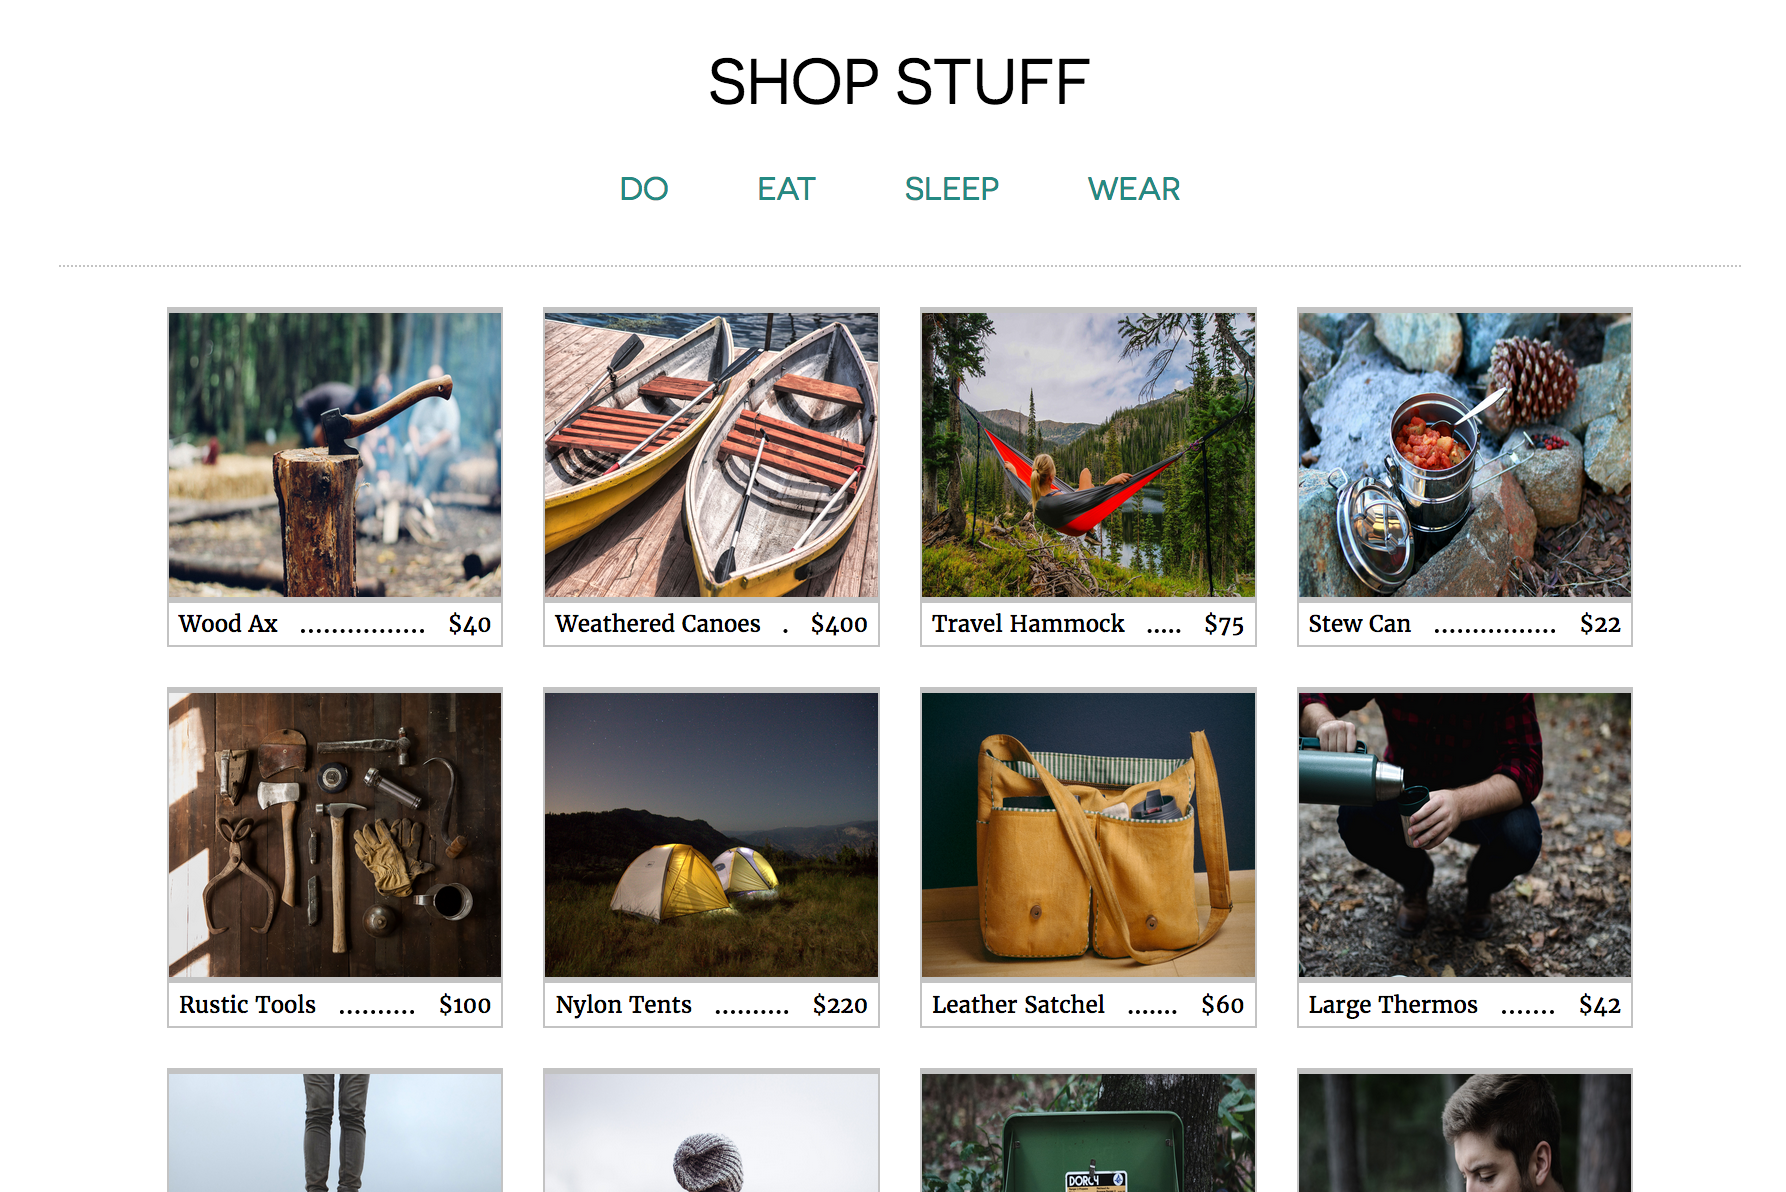 SHOP STUFF
DO EAT SLEEP WEAR
Wood Ax ................ $40
Weathered Canoes . $400
Travel Hammock ..... $75
Stew Can ................ $22
Rustic Tools .......... $100
Nylon Tents .......... $220
Leather Satchel ....... $60
Large Thermos ....... $42
DORCY